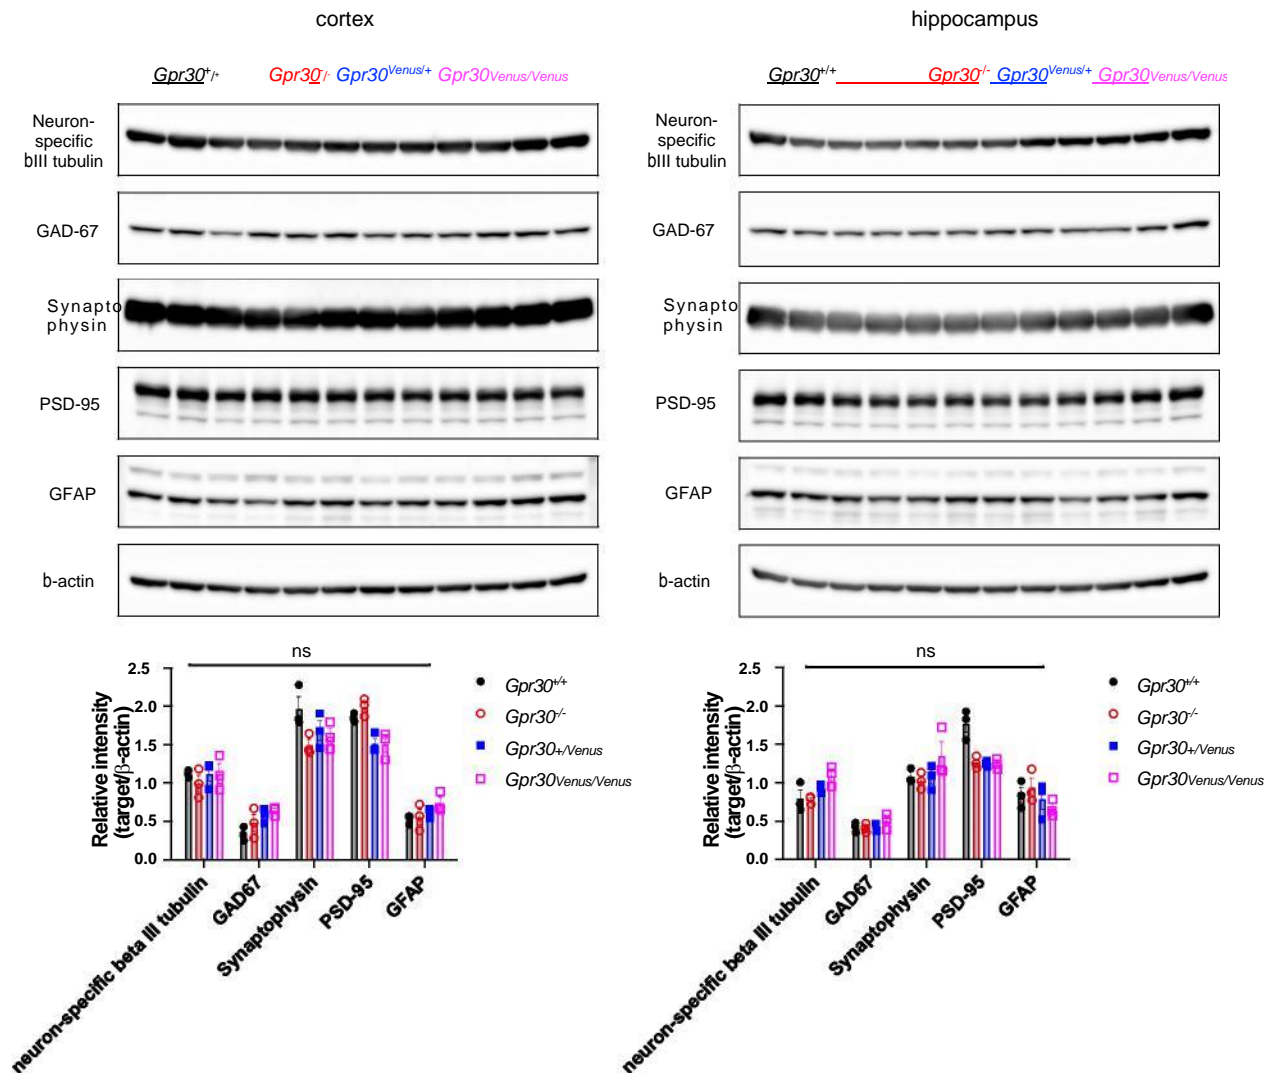 cortex
Gpr30+/+ Gpr30-/- Gpr30Venus/+ Gpr30Venus/Venus
Neuron-
specific
bIII tubulin
GAD-67
Synapto
physin
PSD-95
GFAP
b-actin
ns
Relative intensity
(target/β-actin)
2.5
2.0
1.5
1.0
0.5
0.0
Gpr30+/+
Gpr30-/-
Gpr30+/Venus
Gpr30Venus/Venus
neuron-specific beta III tubulin
GAD67
Synaptophysin
PSD-95
GFAP
hippocampus
Gpr30+/+ Gpr30-/- Gpr30Venus/+ Gpr30Venus/Venus
Neuron-
specific
bIII tubulin
GAD-67
Synapto
physin
PSD-95
GFAP
b-actin
ns
Relative intensity
(target/β-actin)
2.5
2.0
1.5
1.0
0.5
0.0
Gpr30+/+
Gpr30-/-
Gpr30+/Venus
Gpr30Venus/Venus
neuron-specific beta III tubulin
GAD67
Synaptophysin
PSD-95
GFAP